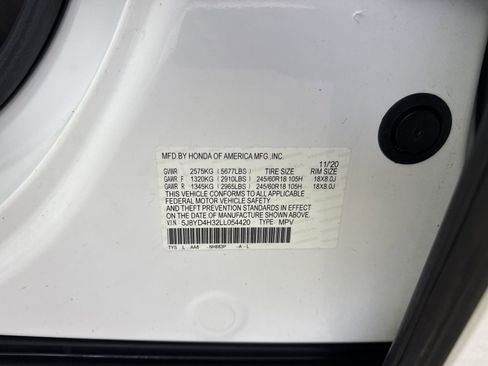 MFD.BY HONDA OF AMERICA MFG.,INC.
11/20
GVWR 2575KG (5677LBS) TIRE SIZE RIM SIZE
GAWR F 1320KG (2910LBS) 245/60R18 105H 18X8.0J
GAWR R 1345KG (2965LBS) 245/60R18 105H 18X8.0J
THIS VEHICLE CONFORMS TO ALL APPLICABLE
FEDERAL MOTOR VEHICLE SAFETY
AND THEFT PREVENTION STANDARDS IN EFFECT
ON THE DATE OF MANUFACTURE SHOWN ABOVE.
V.I.N: 5J8YD4H32LL054420 TYPE: MPV
TYS L AA6 -NH883P -A - L